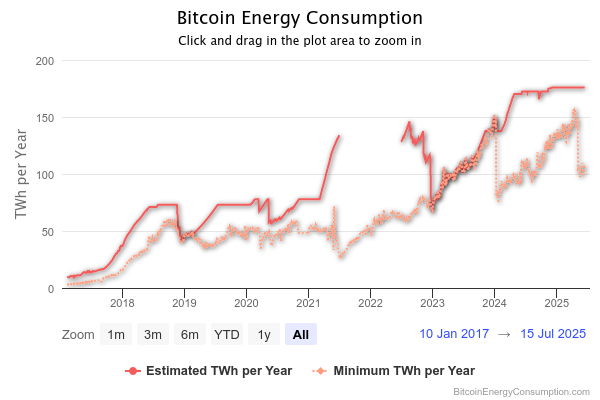 Bitcoin Energy Consumption
Click and drag in the plot area to zoom in
TWh per Year
200
150
100
50
0
2018 2019 2020 2021 2022 2023 2024 2025
Zoom 1m 3m 6m YTD 1y All 10 Jan 2017 → 15 Jul 2025
Estimated TWh per Year Minimum TWh per Year
BitcoinEnergyConsumption.com